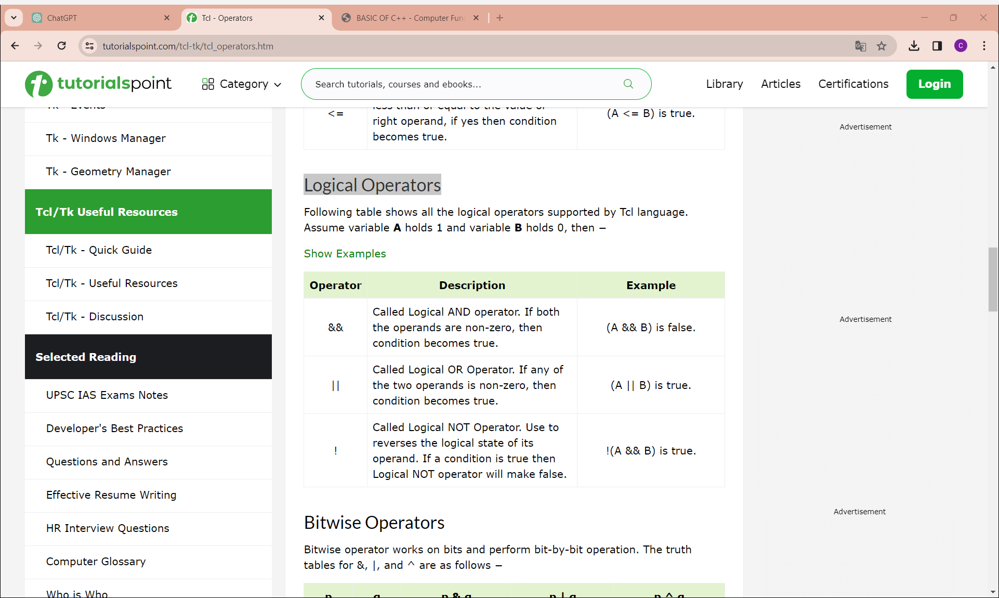 ChatGPT
Tcl - Operators
BASIC OF C++ - Computer Fun
tutorialspoint.com/tcl-tk/tcl_operators.htm
C
tutorialspoint
Category
Search tutorials, courses and ebooks...
Library
Articles
Certifications
Login
Tk - Events
Tk - Windows Manager
Tk - Geometry Manager
Tcl/Tk Useful Resources
Tcl/Tk - Quick Guide
Tcl/Tk - Useful Resources
Tcl/Tk - Discussion
Selected Reading
UPSC IAS Exams Notes
Developer's Best Practices
Questions and Answers
Effective Resume Writing
HR Interview Questions
Computer Glossary
Who is Who
<=
less than or equal to the value of
right operand, if yes then condition
becomes true.
(A <= B) is true.
Logical Operators
Following table shows all the logical operators supported by Tcl language.
Assume variable A holds 1 and variable B holds 0, then −
Show Examples
Operator
Description
Example
&&
Called Logical AND operator. If both
the operands are non-zero, then
condition becomes true.
(A && B) is false.
||
Called Logical OR Operator. If any of
the two operands is non-zero, then
condition becomes true.
(A || B) is true.
!
Called Logical NOT Operator. Use to
reverses the logical state of its
operand. If a condition is true then
Logical NOT operator will make false.
!(A && B) is true.
Bitwise Operators
Bitwise operator works on bits and perform bit-by-bit operation. The truth
tables for &, |, and ^ are as follows −
p
q
p & q
p | q
p ^ q
Advertisement
Advertisement
Advertisement